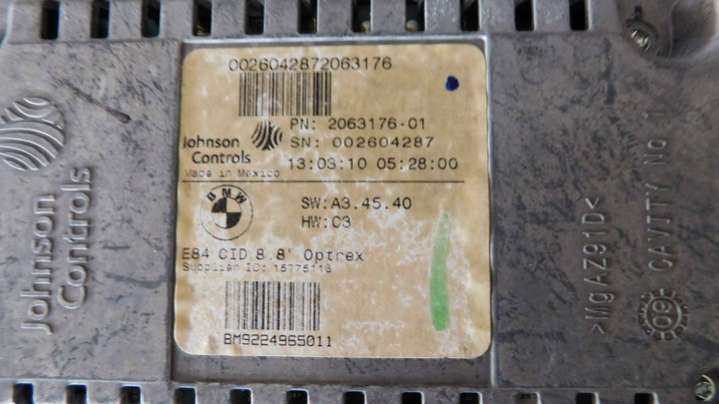 0026042872063176
PN: 2063176-01
SN: 002604287
Johnson
Controls
13:03:10 05:28:00
Made in Mexico
BMW
SW:A3.45.40
HW:C3
E84 CID 8.8' Optrex
Supplier ID: 15775113
BM9224965011
Johnson
Controls
>MgAZ91D<
CAVITY No 1
09